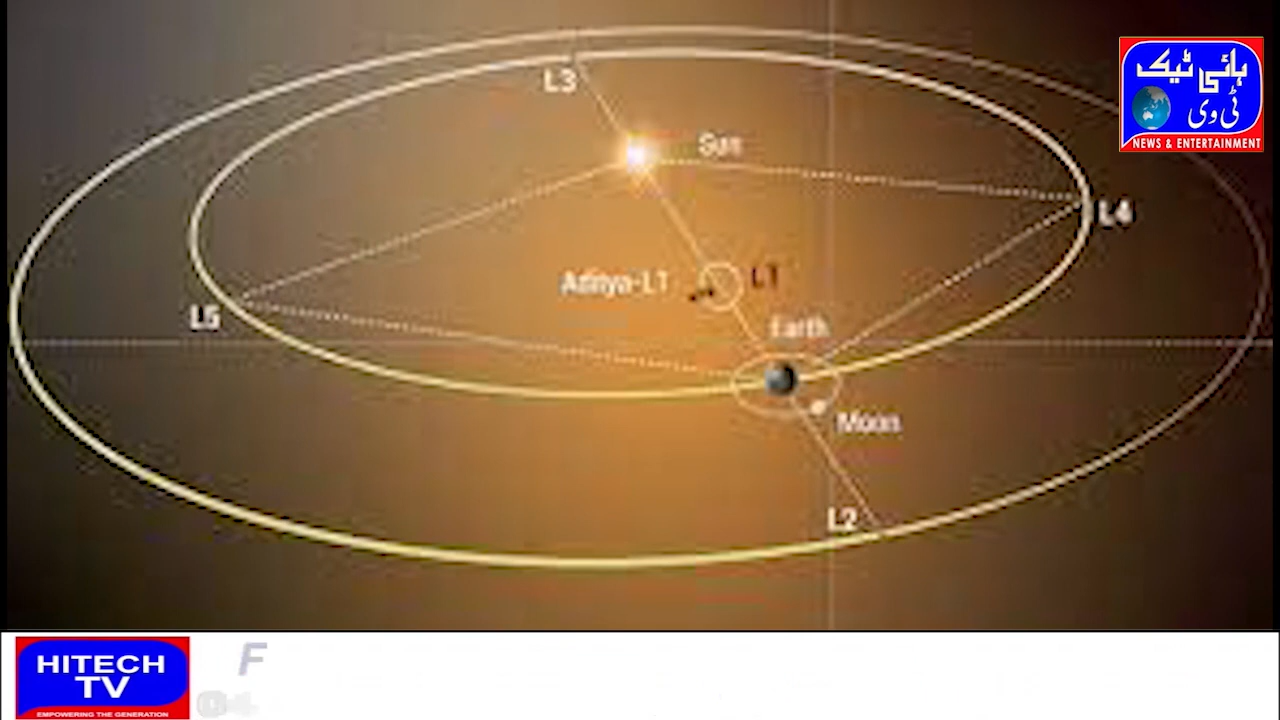 L3
Sun
ہائی ٹیک
ٹی وی
NEWS & ENTERTAINMENT
L4
Aditya-L1
L1
L5
Earth
Moon
L2
HITECH
TV
EMPOWERING THE GENERATION
F